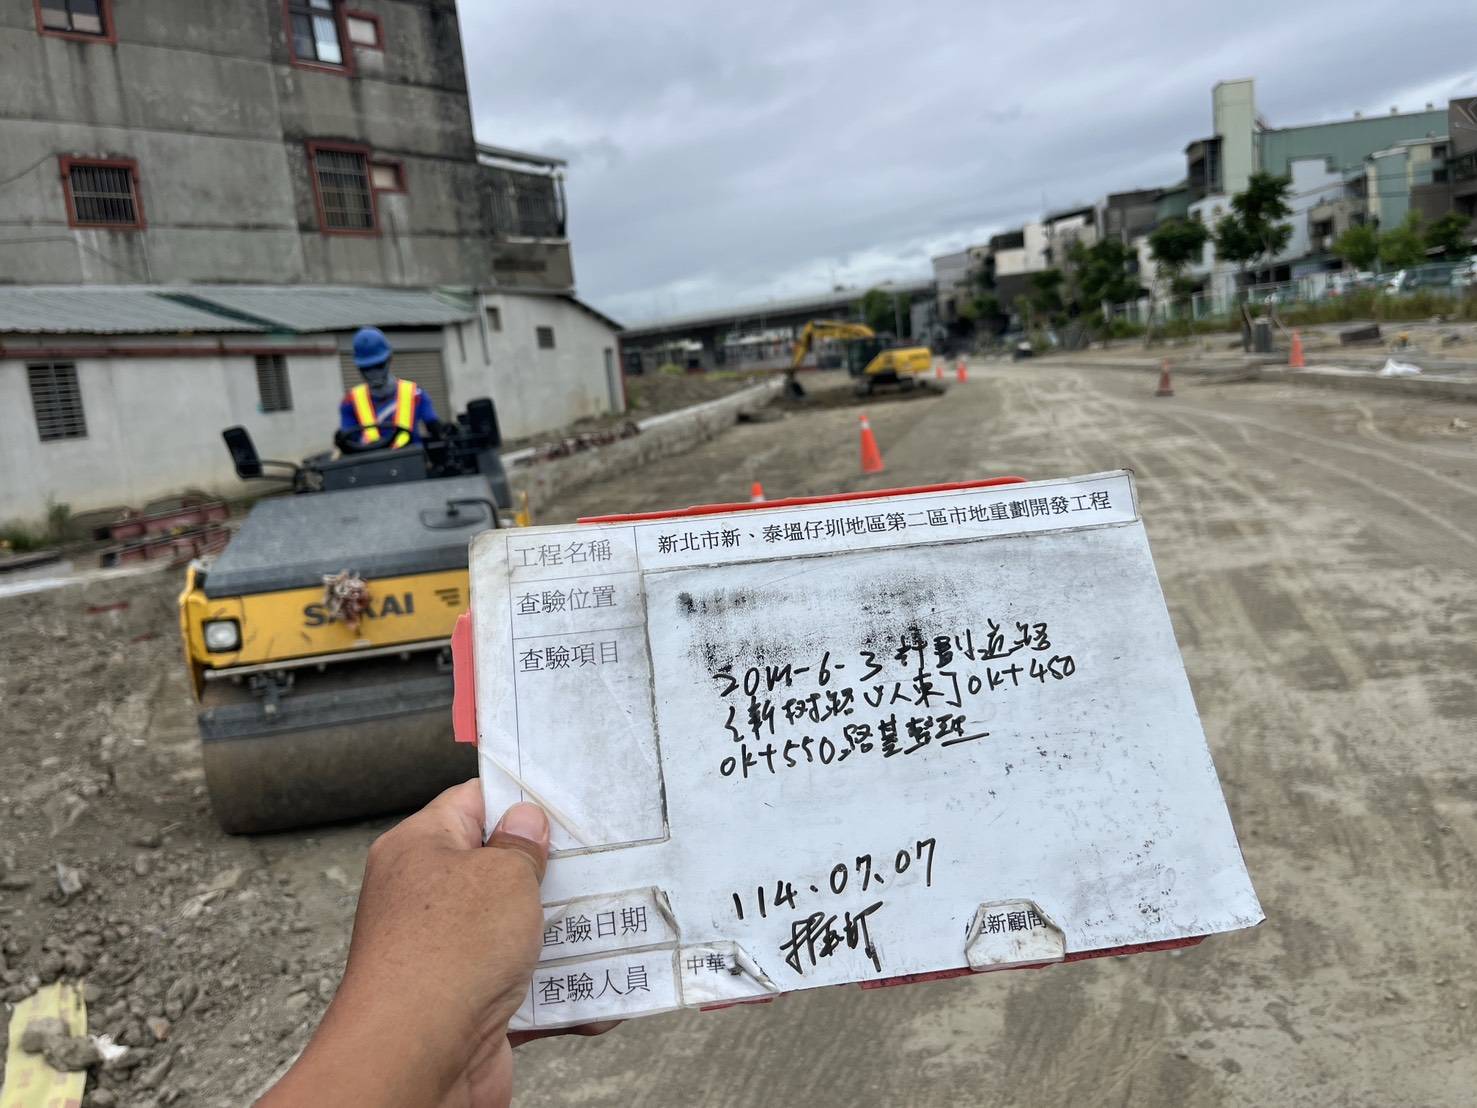 工程名稱 新北市新、泰塭仔圳地區第二區市地重劃開發工程
查驗位置
查驗項目
20M-6-3計劃道路
(新樹路以東)0K+450
0K+550路基整理
114.07.07
查驗日期
查驗人員 中華 新顧問
SAKAI